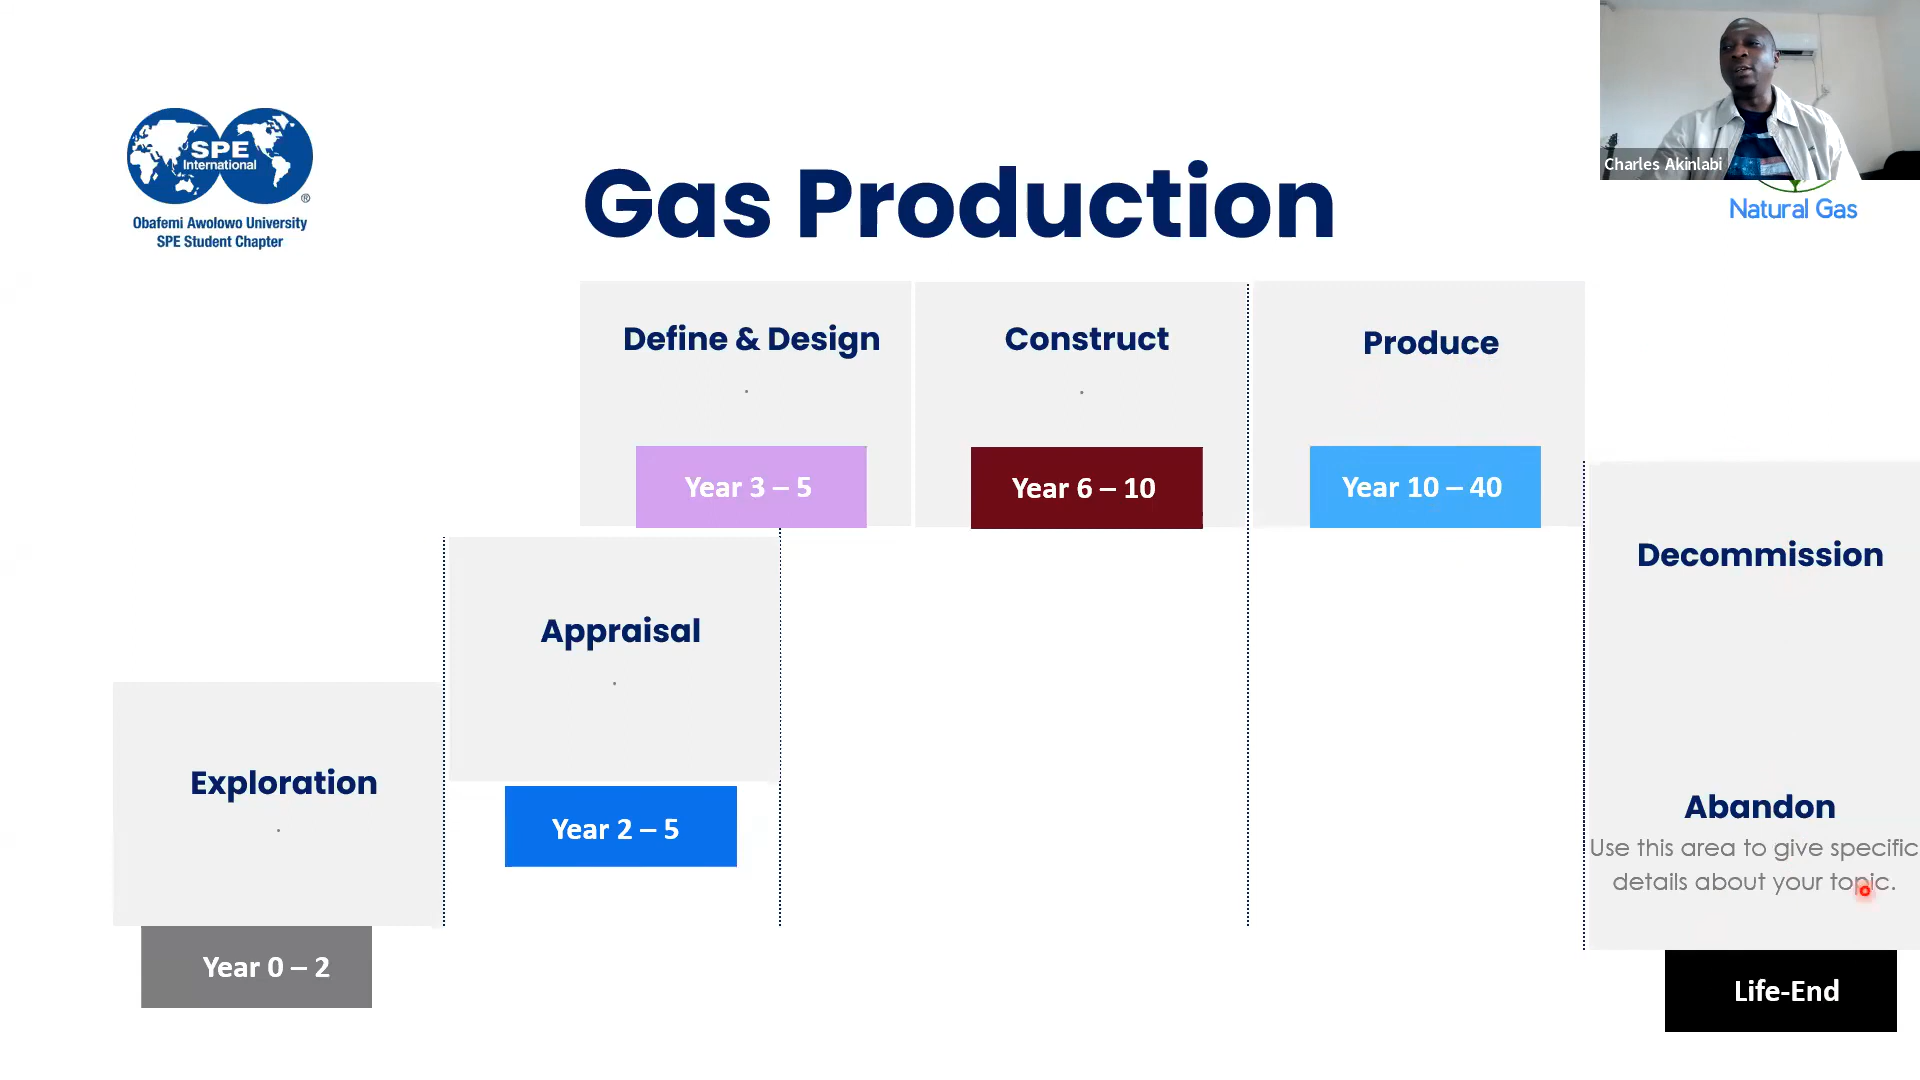 SPE
International
®
Obafemi Awolowo University
SPE Student Chapter
Gas Production
Charles Akinlabi
Natural Gas
Define & Design
Construct
Produce
Year 3 – 5
Year 6 – 10
Year 10 – 40
Decommission
Appraisal
Exploration
Year 2 – 5
Abandon
Use this area to give specific
details about your topic.
Year 0 – 2
Life-End